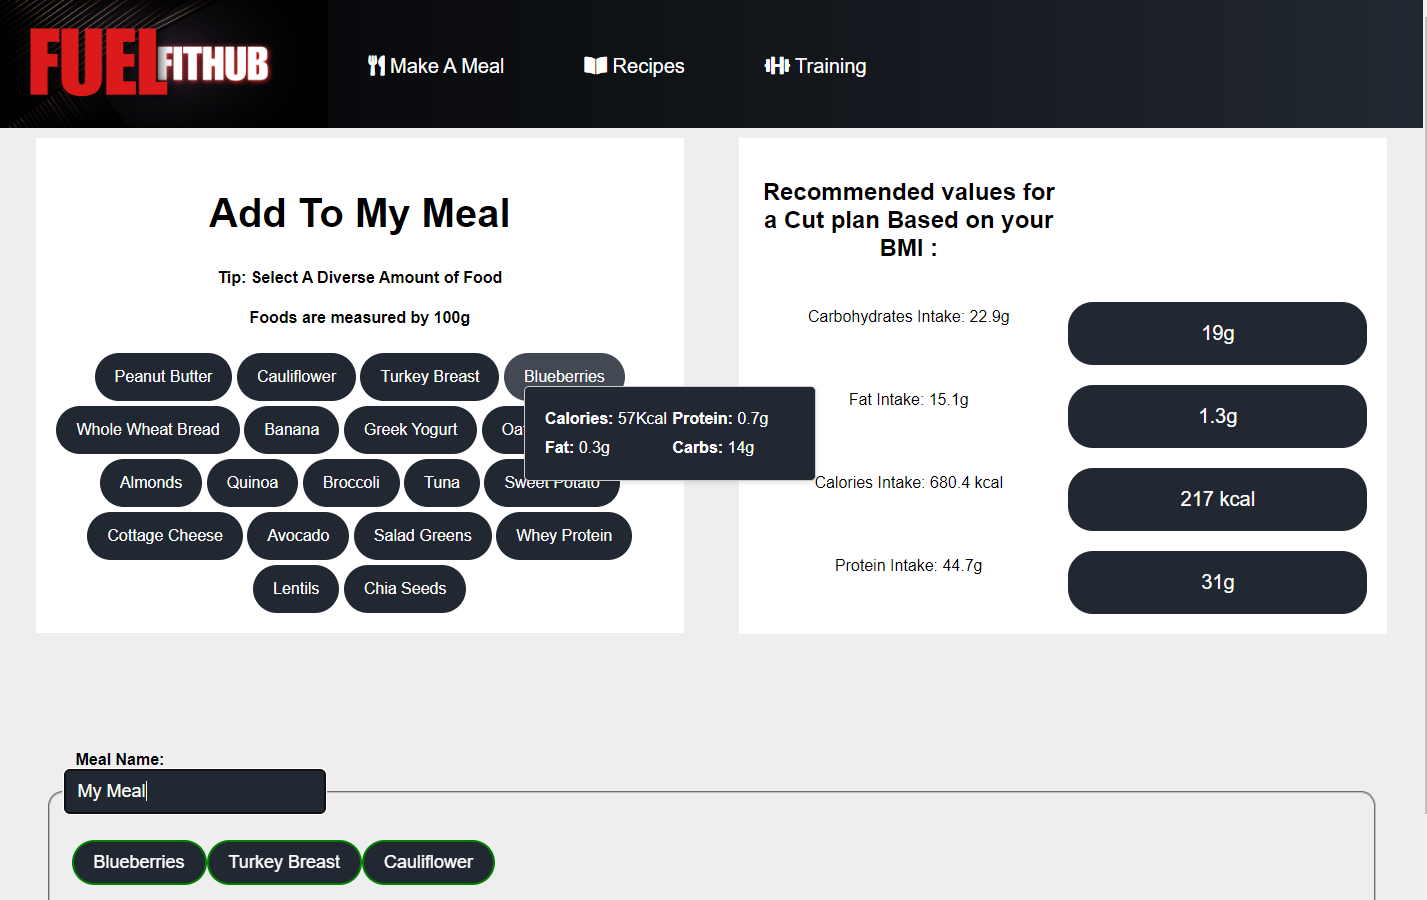 FUELFITHUB
Make A Meal
Recipes
Training
Add To My Meal
Tip: Select A Diverse Amount of Food
Foods are measured by 100g
Peanut Butter
Cauliflower
Turkey Breast
Blueberries
Whole Wheat Bread
Banana
Greek Yogurt
Calories: 57Kcal Protein: 0.7g
Fat: 0.3g Carbs: 14g
Almonds
Quinoa
Broccoli
Tuna
Sweet Potato
Cottage Cheese
Avocado
Salad Greens
Whey Protein
Lentils
Chia Seeds
Recommended values for
a Cut plan Based on your
BMI :
Carbohydrates Intake: 22.9g
19g
Fat Intake: 15.1g
1.3g
Calories Intake: 680.4 kcal
217 kcal
Protein Intake: 44.7g
31g
Meal Name:
My Meal
Blueberries
Turkey Breast
Cauliflower